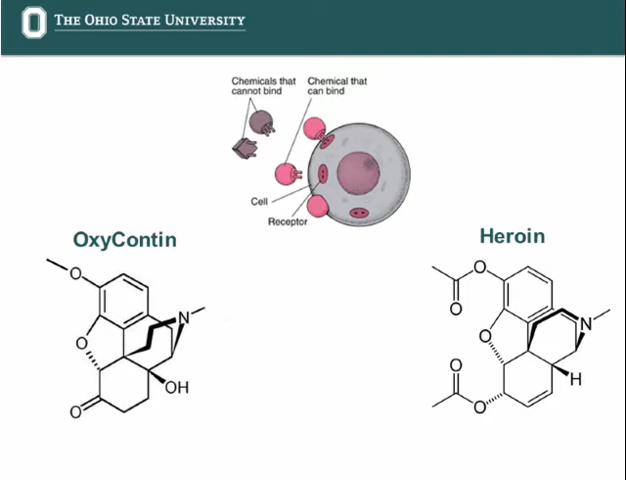 THE OHIO STATE UNIVERSITY
Chemicals that
cannot bind
Chemical that
can bind
Cell
Receptor
OxyContin
Heroin
O
N
O
OH
O
O
O
N
O
O
H
O